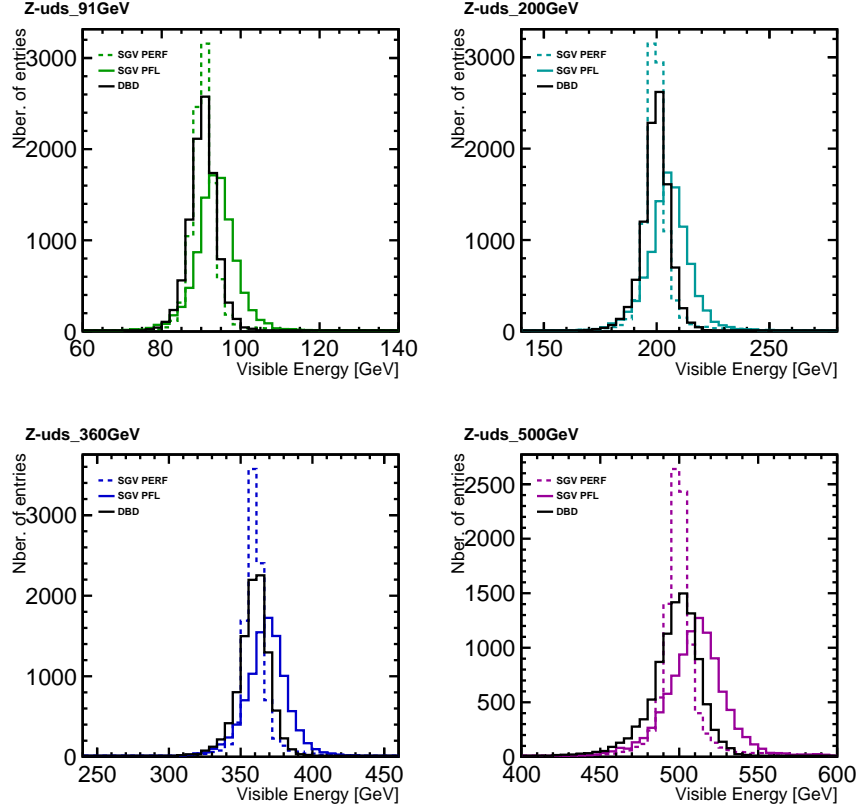 Z-uds_91GeV
Nber. of entries
3000
2000
1000
0
SGV PERF
SGV PFL
DBD
60 80 100 120 140
Visible Energy [GeV]
Z-uds_200GeV
Nber. of entries
3000
2000
1000
0
SGV PERF
SGV PFL
DBD
150 200 250
Visible Energy [GeV]
Z-uds_360GeV
Nber. of entries
3000
2000
1000
0
SGV PERF
SGV PFL
DBD
250 300 350 400 450
Visible Energy [GeV]
Z-uds_500GeV
Nber. of entries
2500
2000
1500
1000
500
0
SGV PERF
SGV PFL
DBD
400 450 500 550 600
Visible Energy [GeV]